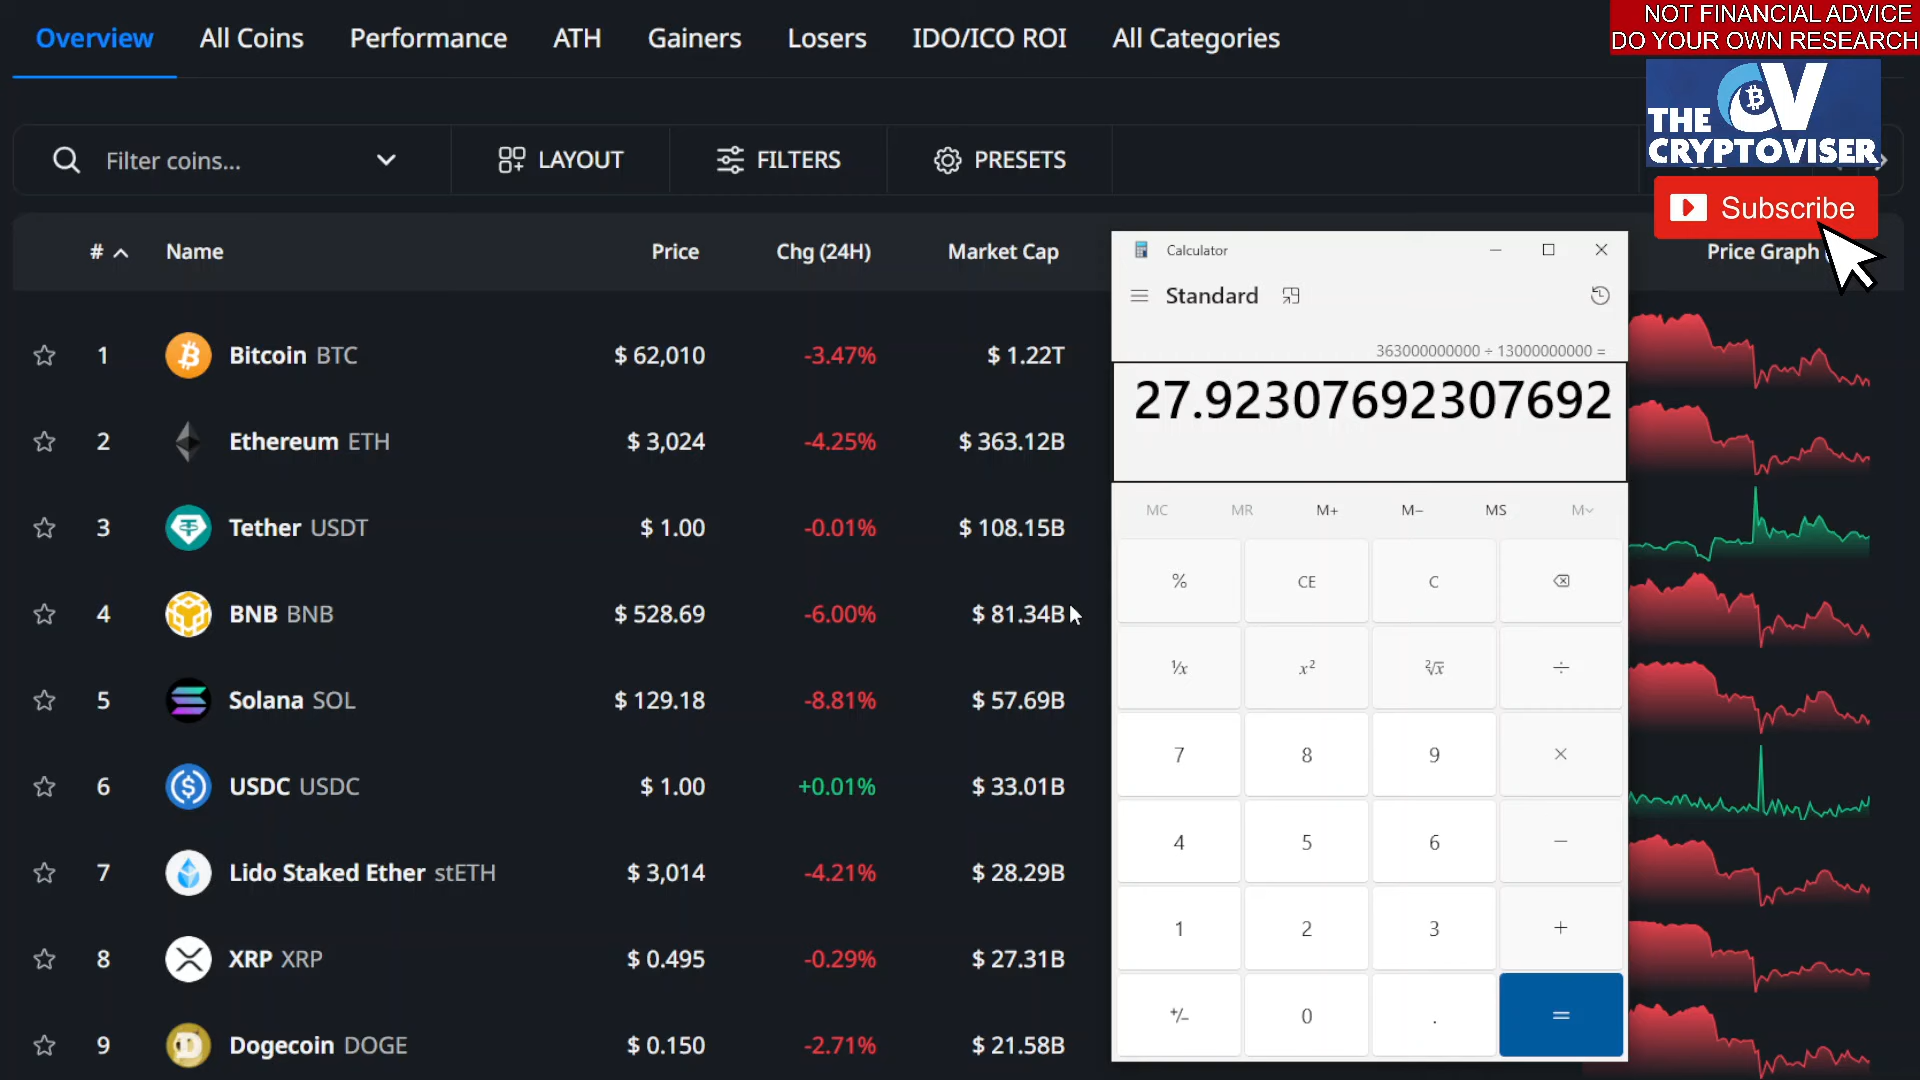 Overview All Coins Performance ATH Gainers Losers IDO/ICO ROI All Categories
NOT FINANCIAL ADVICE
DO YOUR OWN RESEARCH
THE CV
CRYPTOVISER
Subscribe
Filter coins... LAYOUT FILTERS PRESETS
# Name Price Chg (24H) Market Cap Price Graph
1 Bitcoin BTC $ 62,010 -3.47% $ 1.22T
2 Ethereum ETH $ 3,024 -4.25% $ 363.12B
3 Tether USDT $ 1.00 -0.01% $ 108.15B
4 BNB BNB $ 528.69 -6.00% $ 81.34B
5 Solana SOL $ 129.18 -8.81% $ 57.69B
6 USDC USDC $ 1.00 +0.01% $ 33.01B
7 Lido Staked Ether stETH $ 3,014 -4.21% $ 28.29B
8 XRP XRP $ 0.495 -0.29% $ 27.31B
9 Dogecoin DOGE $ 0.150 -2.71% $ 21.58B
Calculator
Standard
363000000000 ÷ 13000000000 =
27.92307692307692
MC MR M+ M− MS M
% CE C
¹/x x² ²√x ÷
7 8 9 ×
4 5 6 −
1 2 3 +
+/− 0 . =